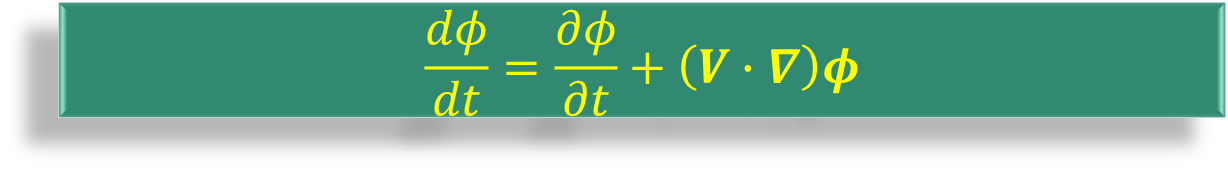 𝑑𝜙/𝑑𝑡 = 𝜕𝜙/𝜕𝑡 + (𝑽 ∙ 𝜵)𝝓